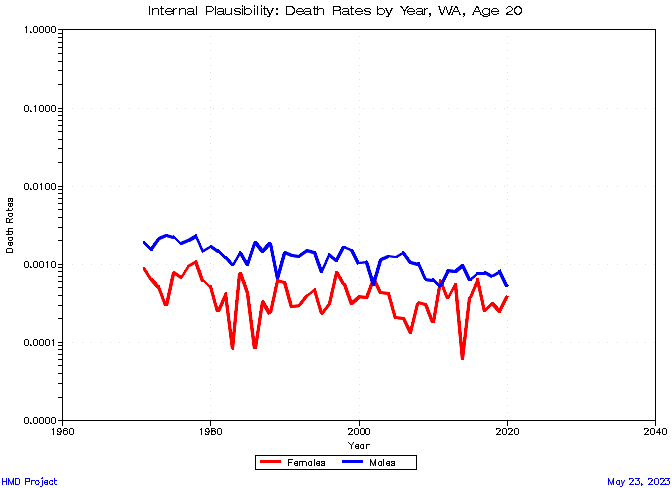 Internal Plausibility: Death Rates by Year, WA, Age 20
1.0000
0.1000
0.0100
0.0010
0.0001
0.0000
Death Rates
1960
1980
2000
2020
2040
Year
Females
Males
HMD Project
May 23, 2023